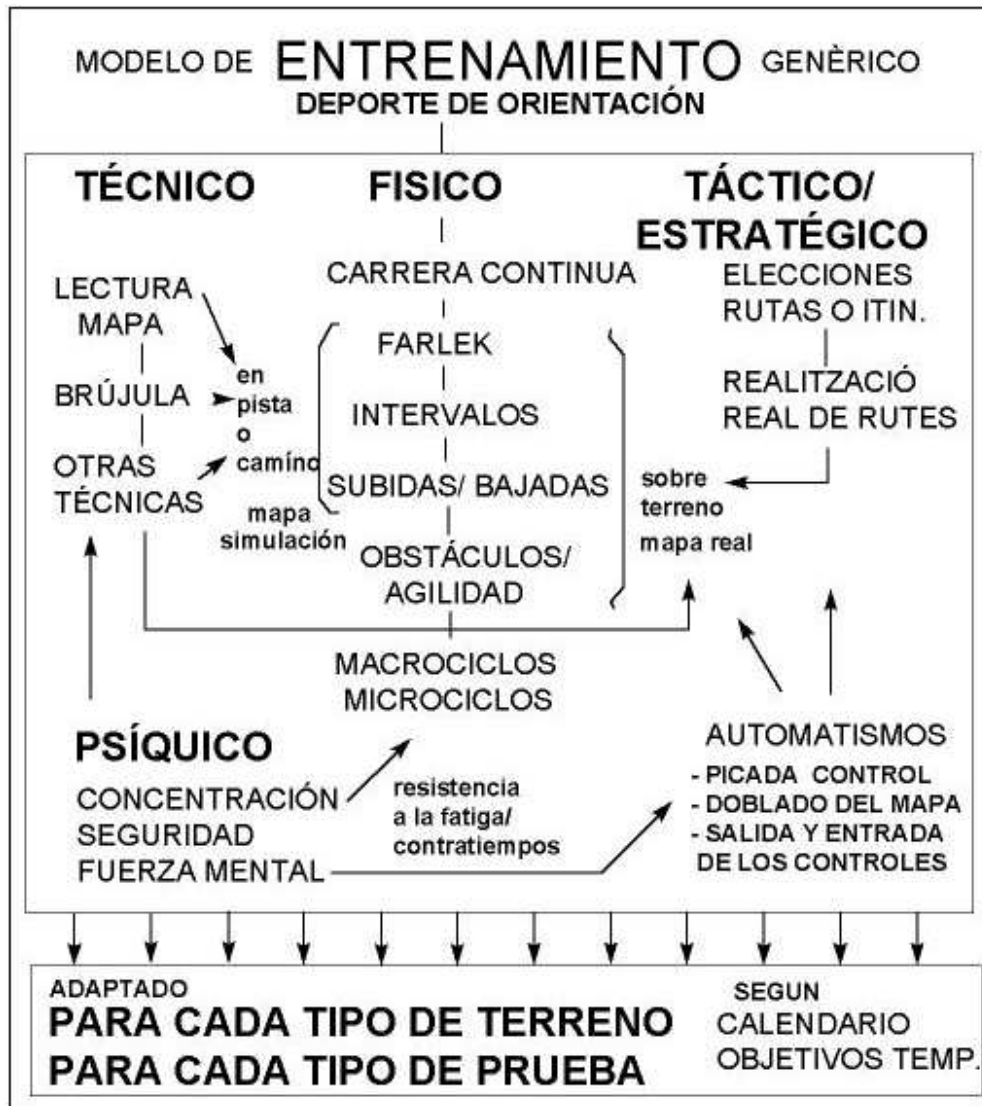 MODELO DE ENTRENAMIENTO GENÈRICO
DEPORTE DE ORIENTACIÓN
TÉCNICO
LECTURA
MAPA
BRÚJULA
OTRAS
TÉCNICAS
en
pista
o
camíno
mapa
simulación
FISICO
CARRERA CONTINUA
FARLEK
INTERVALOS
SUBIDAS/ BAJADAS
OBSTÁCULOS/
AGILIDAD
MACROCICLOS
MICROCICLOS
TÁCTICO/
ESTRATÉGICO
ELECCIONES
RUTAS O ITIN.
REALITZACIÓ
REAL DE RUTES
sobre
terreno
mapa real
PSÍQUICO
CONCENTRACIÓN
SEGURIDAD
FUERZA MENTAL
resistencia
a la fatiga/
contratiempos
AUTOMATISMOS
- PICADA CONTROL
- DOBLADO DEL MAPA
- SALIDA Y ENTRADA
DE LOS CONTROLES
ADAPTADO
PARA CADA TIPO DE TERRENO
PARA CADA TIPO DE PRUEBA
SEGUN
CALENDARIO
OBJETIVOS TEMP.